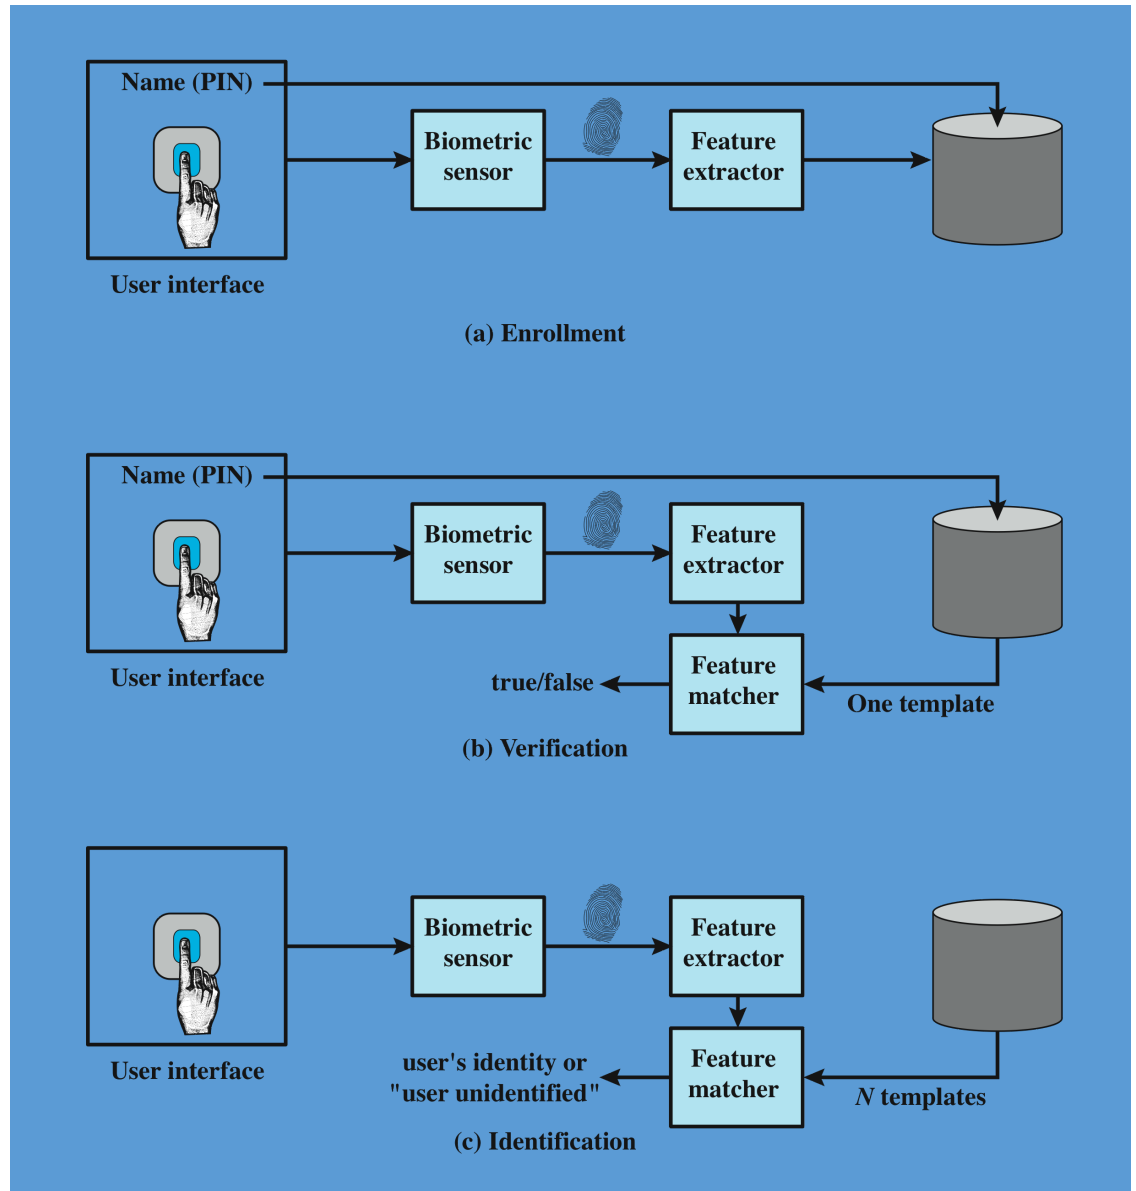 Name (PIN)
Biometric
sensor
Feature
extractor
User interface
(a) Enrollment
Name (PIN)
Biometric
sensor
Feature
extractor
Feature
matcher
true/false
One template
User interface
(b) Verification
Biometric
sensor
Feature
extractor
Feature
matcher
user's identity or
"user unidentified"
N templates
User interface
(c) Identification